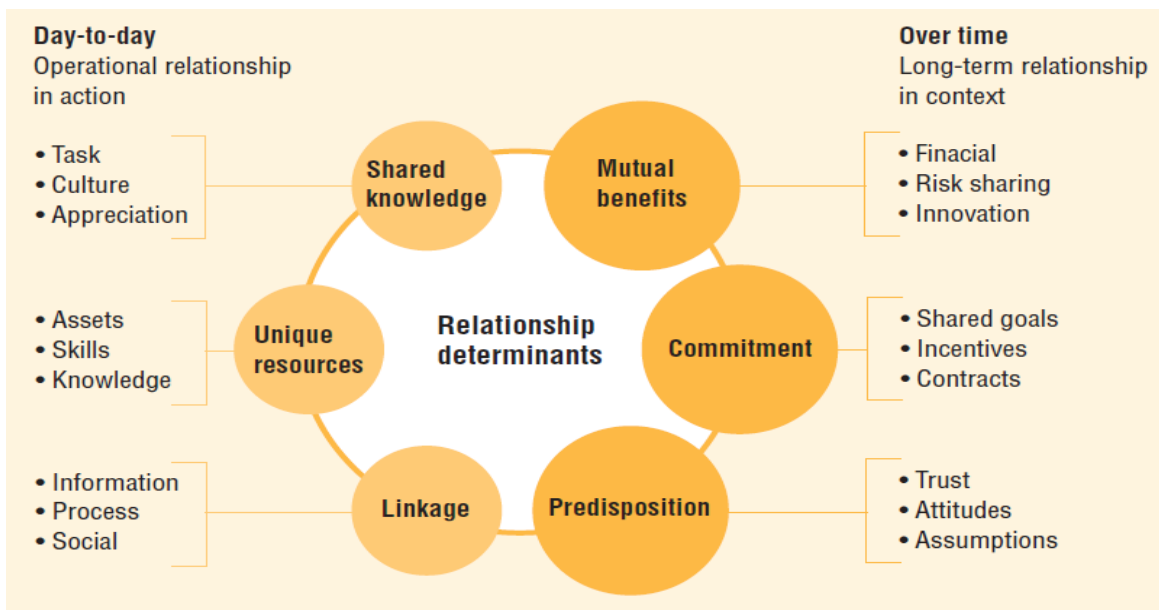 Day-to-day
Operational relationship
in action
• Task
• Culture
• Appreciation
• Assets
• Skills
• Knowledge
• Information
• Process
• Social
Shared
knowledge
Unique
resources
Linkage
Relationship
determinants
Mutual
benefits
Commitment
Predisposition
Over time
Long-term relationship
in context
• Finacial
• Risk sharing
• Innovation
• Shared goals
• Incentives
• Contracts
• Trust
• Attitudes
• Assumptions